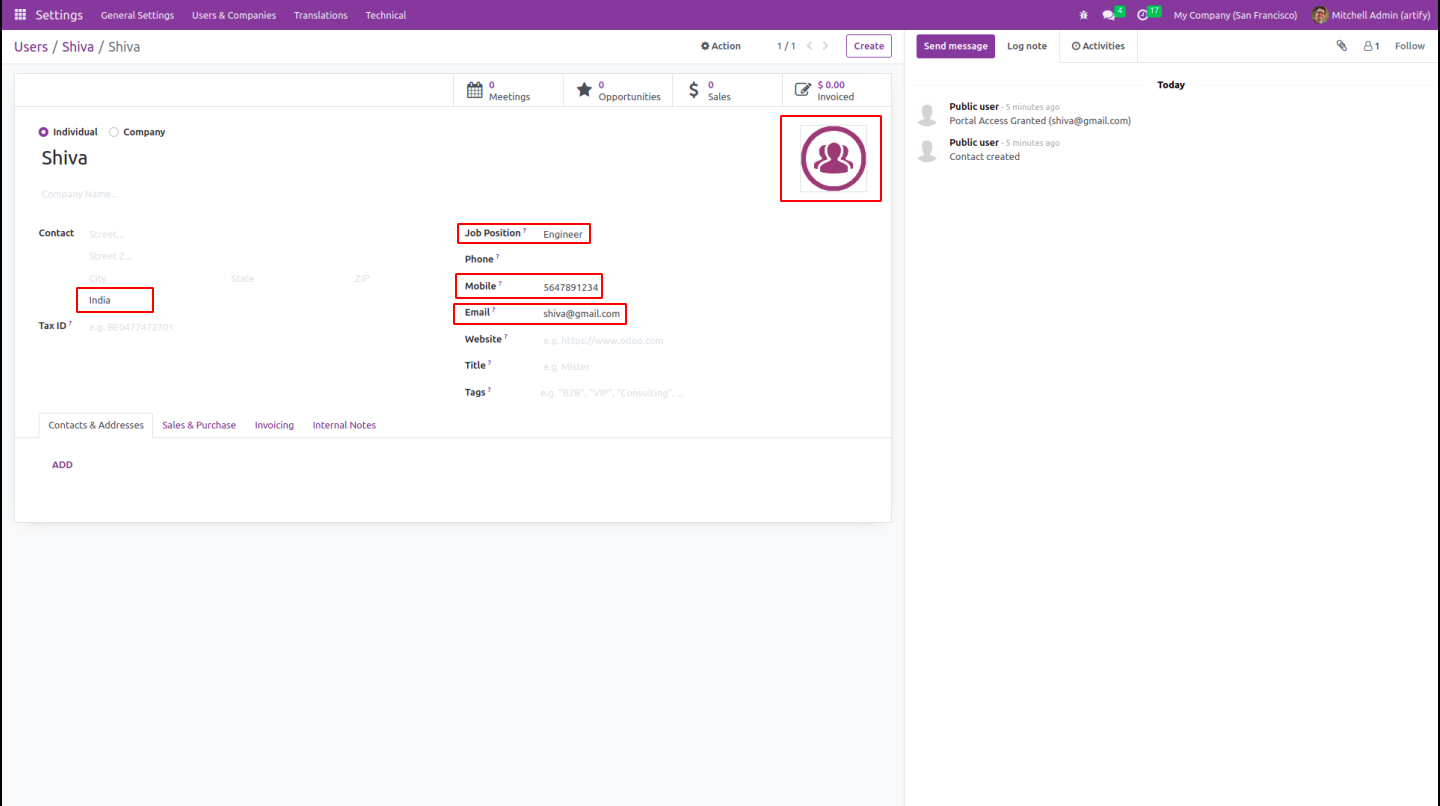 Settings General Settings Users & Companies Translations Technical 4 17 My Company (San Francisco) Mitchell Admin (artify)
Users / Shiva / Shiva Action 1 / 1 Create
0 Meetings
0 Opportunities
0 Sales
$ 0.00 Invoiced
Individual Company
Shiva
Company Name...
Contact Street...
Street 2...
City State ZIP
India
Tax ID ? e.g. BE0477472701
Job Position ? Engineer
Phone ?
Mobile ? 5647891234
Email ? shiva@gmail.com
Website ? e.g. https://www.odoo.com
Title ? e.g. Mister
Tags ? e.g. "B2B", "VIP", "Consulting", ...
Contacts & Addresses Sales & Purchase Invoicing Internal Notes
ADD
Send message Log note Activities 1 Follow
Today
Public user - 5 minutes ago
Portal Access Granted (shiva@gmail.com)
Public user - 5 minutes ago
Contact created